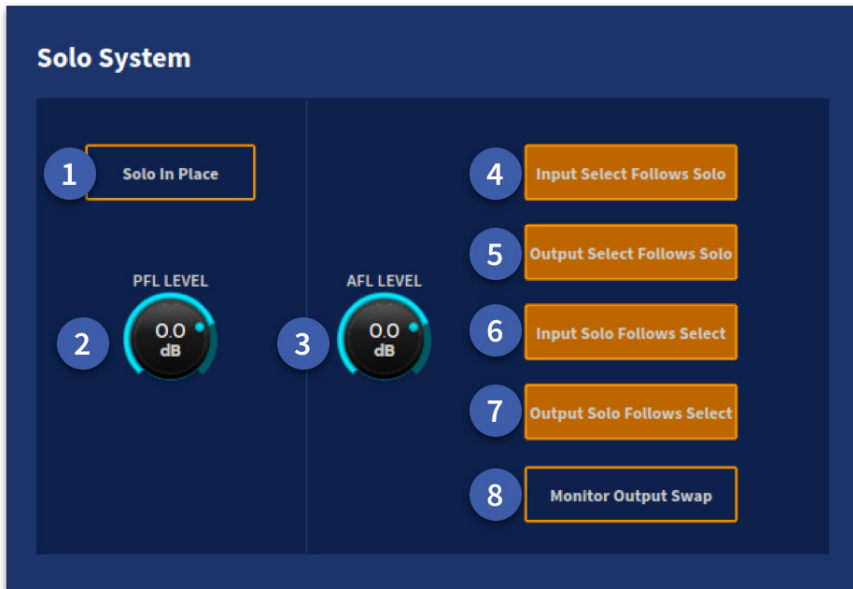 Solo System
1
Solo In Place
PFL LEVEL
2
0.0
dB
AFL LEVEL
3
0.0
dB
4
Input Select Follows Solo
5
Output Select Follows Solo
6
Input Solo Follows Select
7
Output Solo Follows Select
8
Monitor Output Swap